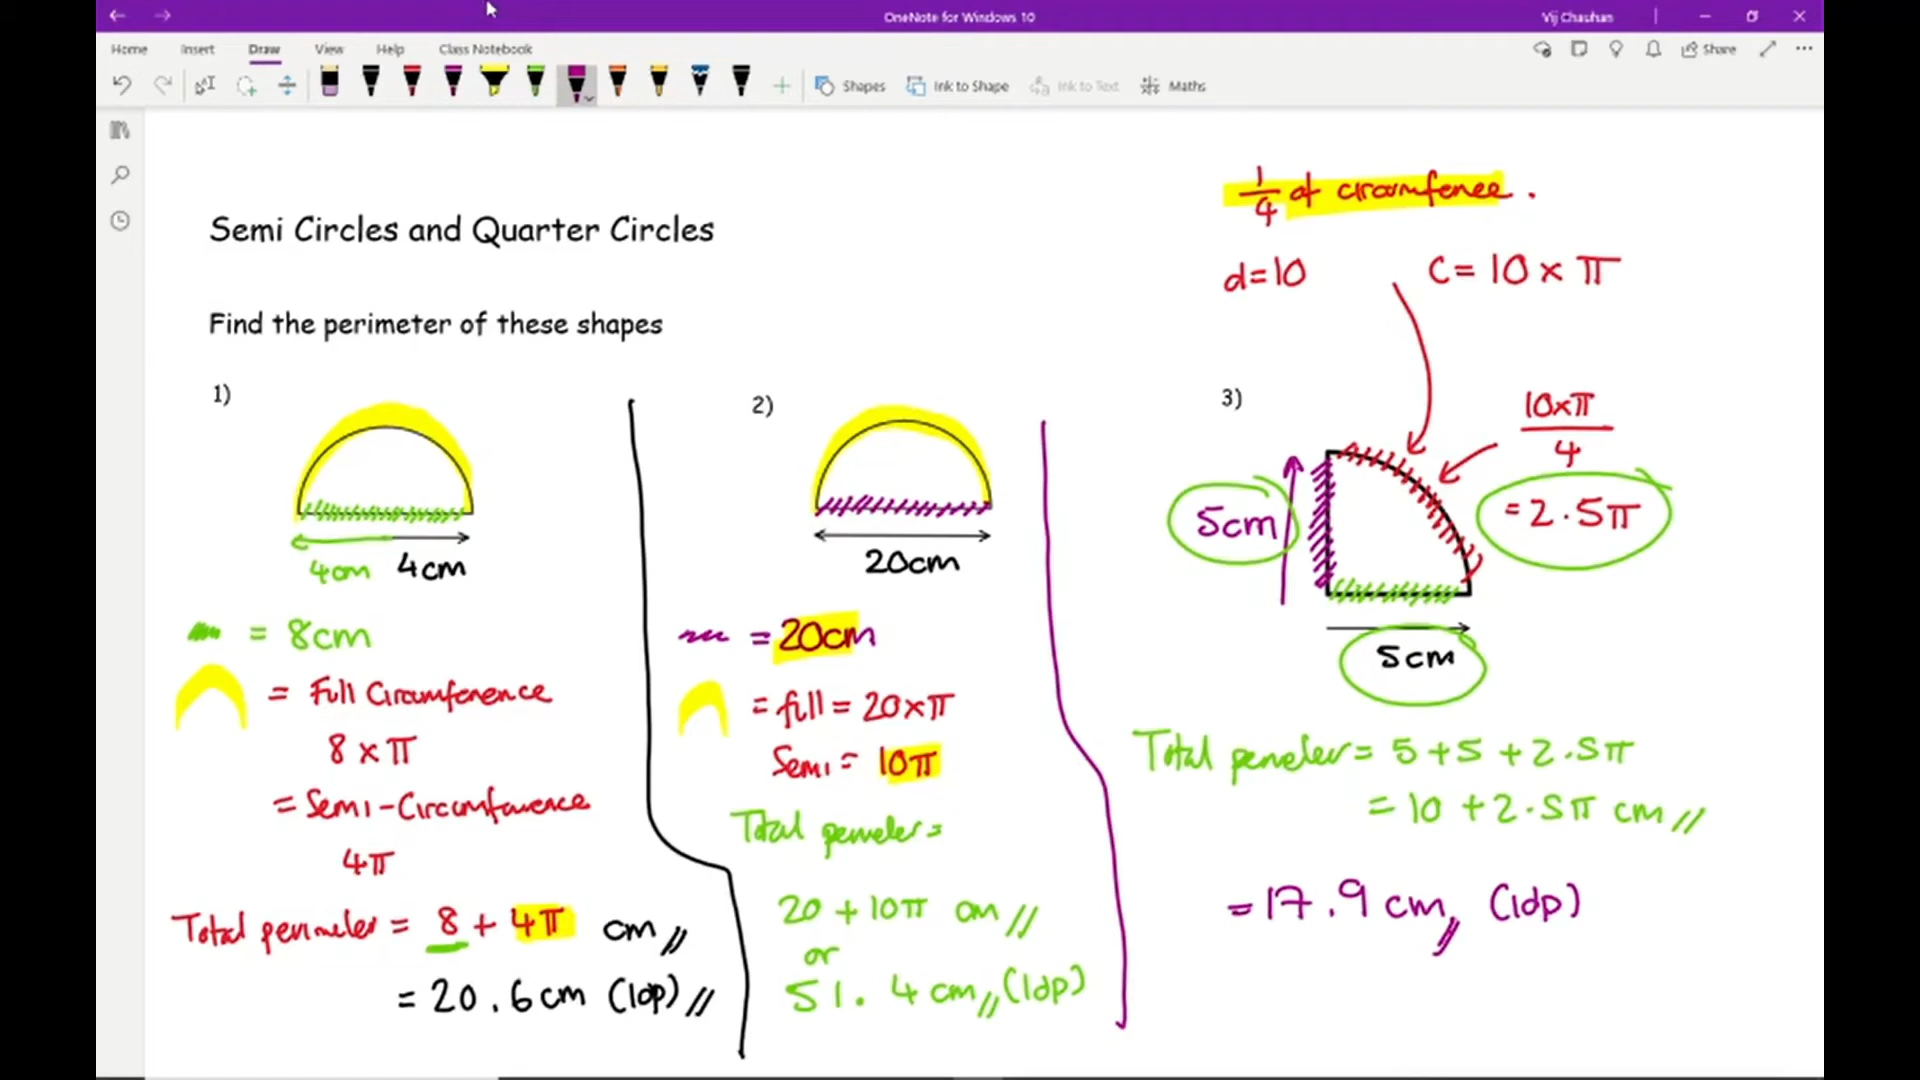 OneNote for Windows 10
Vij Chauhan
Home Insert Draw View Help Class Notebook
Share
Shapes Ink to Shape Ink to Text Maths
Semi Circles and Quarter Circles
Find the perimeter of these shapes
1)
4cm 4cm
= 8cm
= Full Circumference
8 × π
= Semi-Circumference
4π
Total perimeter = 8 + 4π cm
= 20.6cm (1dp)
2)
20cm
= 20cm
= full = 20×π
Semi = 10π
Total perimeter =
20 + 10π cm
or
51.4cm (1dp)
1/4 of circumference.
d=10 C= 10 × π
3)
10×π
4
= 2.5π
5cm
5cm
Total perimeter = 5+5 + 2.5π
= 10 + 2.5π cm
= 17.9 cm (1dp)